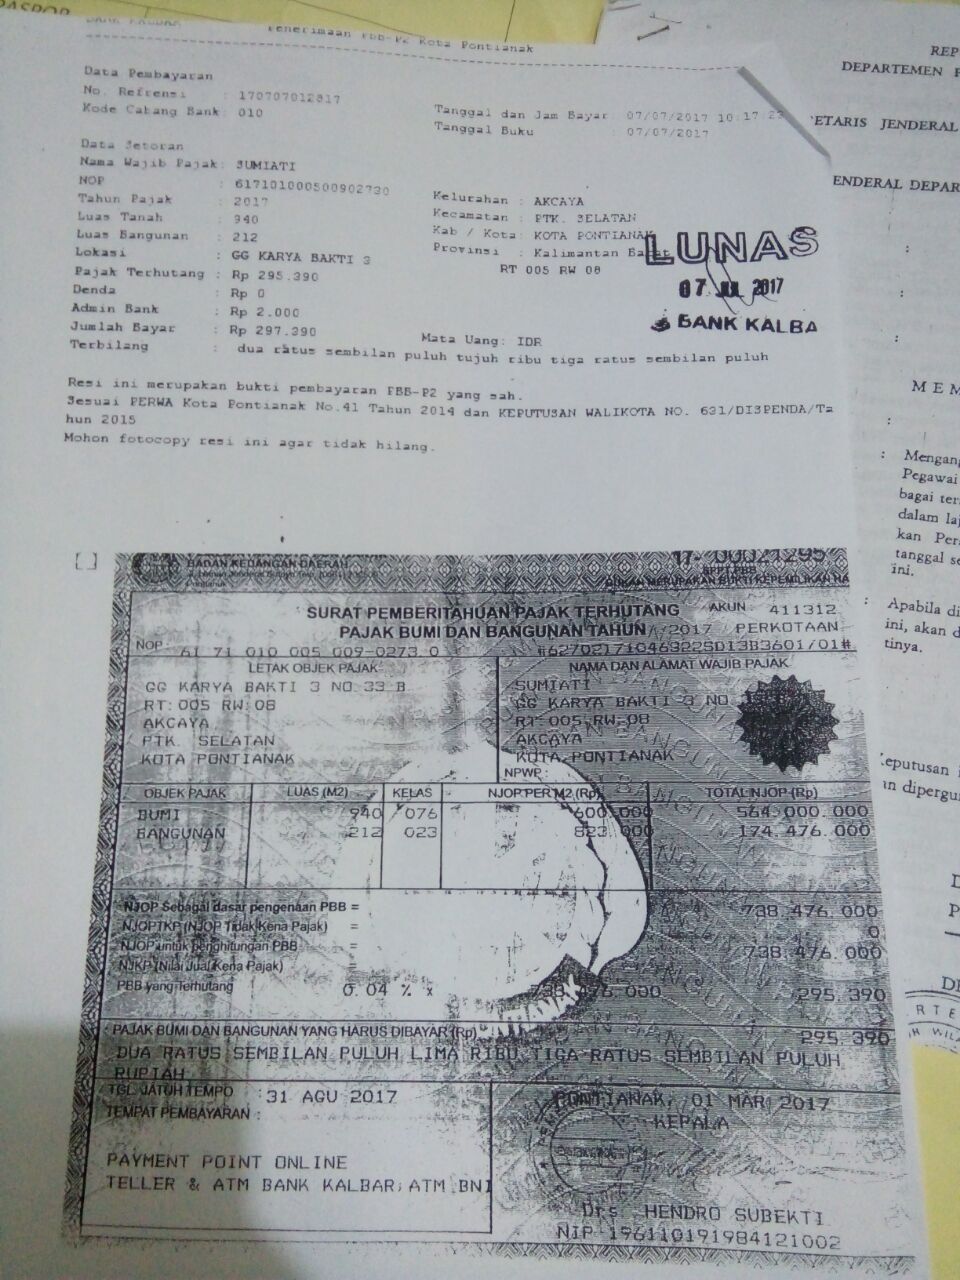 Penerimaan PBB-P2 Kota Pontianak
Data Pembayaran
No. Refrensi : 170707012817
Kode Cabang Bank: 010
Tanggal dan Jam Bayar: 07/07/2017 10:17:23
Tanggal Buku : 07/07/2017
Data Setoran
Nama Wajib Pajak: SUMIATI
NOP : 617101000500902730
Tahun Pajak : 2017
Luas Tanah : 940
Luas Bangunan : 212
Lokasi : GG KARYA BAKTI 3
Pajak Terhutang : Rp 295.390
Denda : Rp 0
Admin Bank : Rp 2.000
Jumlah Bayar : Rp 297.390
Kelurahan : AKCAYA
Kecamatan : PTK. SELATAN
Kab / Kota: KOTA PONTIANAK
Provinsi : Kalimantan Barat
RT 005 RW 08
Mata Uang: IDR
Terbilang : dua ratus sembilan puluh tujuh ribu tiga ratus sembilan puluh
LUNAS
07 JUL 2017
BANK KALBA
Resi ini merupakan bukti pembayaran PBB-P2 yang sah.
Sesuai PERWA Kota Pontianak No.41 Tahun 2014 dan KEPUTUSAN WALIKOTA NO. 631/DISPENDA/Ta
hun 2015
Mohon fotocopy resi ini agar tidak hilang.
[ ]
BADAN KEUANGAN DAERAH
17- 00021295
SPPT PBB
SURAT PEMBERITAHUAN PAJAK TERHUTANG
AKUN : 411312
PAJAK BUMI DAN BANGUNAN TAHUN 2017 PERKOTAAN
NOP : 61 71 010 005 009-0273 0
#62702171046322SD13B3601/01#
LETAK OBJEK PAJAK
GG KARYA BAKTI 3 NO 33 B
RT:005 RW:08
AKCAYA
PTK. SELATAN
KOTA PONTIANAK
NAMA DAN ALAMAT WAJIB PAJAK
SUMIATI
GG KARYA BAKTI 3 NO
RT:005 RW:08
AKCAYA
KOTA PONTIANAK
NPWP :
OBJEK PAJAK LUAS (M2) KELAS NJOP PER M2 (Rp) TOTAL NJOP (Rp)
BUMI 940 076 600.000 564.000.000
BANGUNAN 212 023 823.000 174.476.000
NJOP Sebagai dasar pengenaan PBB = 738.476.000
NJOPTKP (NJOP Tidak Kena Pajak) = 0
NJOP untuk penghitungan PBB = 738.476.000
NJKP (Nilai Jual Kena Pajak)
PBB yang Terhutang 0.04 % x 738.476.000 295.390
PAJAK BUMI DAN BANGUNAN YANG HARUS DIBAYAR (Rp) 295.390
DUA RATUS SEMBILAN PULUH LIMA RIBU TIGA RATUS SEMBILAN PULUH
RUPIAH
TGL JATUH TEMPO : 31 AGU 2017
TEMPAT PEMBAYARAN :
PAYMENT POINT ONLINE
TELLER & ATM BANK KALBAR, ATM BNI
PONTIANAK, 01 MAR 2017
KEPALA
Drs. HENDRO SUBEKTI
NIP 196110191984121002
REP
DEPARTEMEN P
ETARIS JENDERAL
ENDERAL DEPAR
M E M
: Mengang
Pegawai
bagai ter
dalam laj
kan Per
tanggal se
ini.
: Apabila di
ini, akan d
tinya.
Keputusan
an dipergu